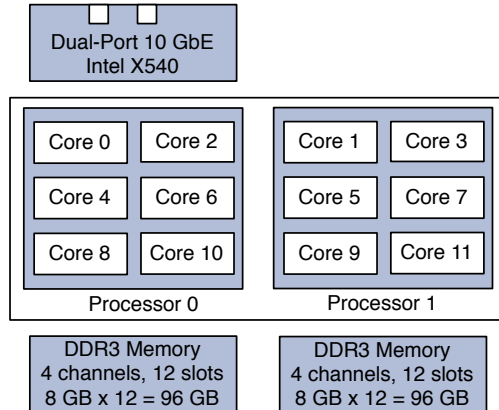 Dual-Port 10 GbE
Intel X540
Core 0
Core 2
Core 1
Core 3
Core 4
Core 6
Core 5
Core 7
Core 8
Core 10
Core 9
Core 11
Processor 0
Processor 1
DDR3 Memory
4 channels, 12 slots
8 GB x 12 = 96 GB
DDR3 Memory
4 channels, 12 slots
8 GB x 12 = 96 GB